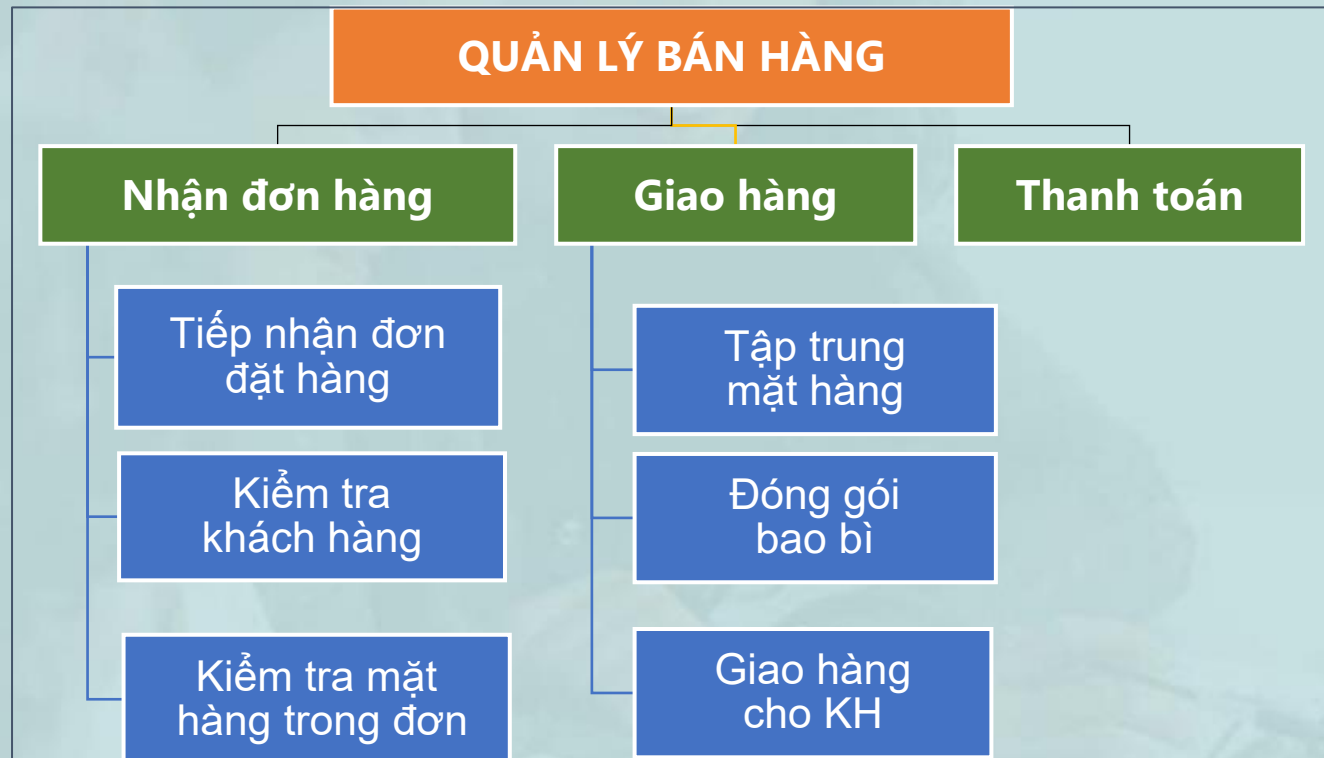 QUẢN LÝ BÁN HÀNG
Nhận đơn hàng
Giao hàng
Thanh toán
Tiếp nhận đơn
đặt hàng
Kiểm tra
khách hàng
Kiểm tra mặt
hàng trong đơn
Tập trung
mặt hàng
Đóng gói
bao bì
Giao hàng
cho KH